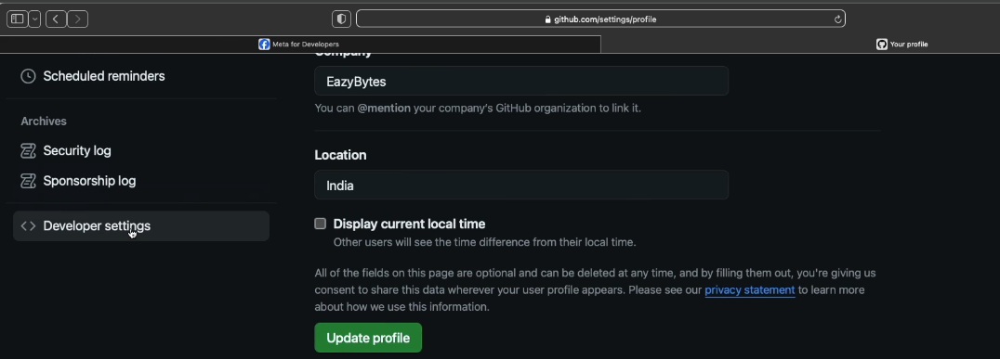 github.com/settings/profile
Meta for Developers
Your profile
Scheduled reminders
Archives
Security log
Sponsorship log
Developer settings
Company
EazyBytes
You can @mention your company's GitHub organization to link it.
Location
India
Display current local time
Other users will see the time difference from their local time.
All of the fields on this page are optional and can be deleted at any time, and by filling them out, you're giving us
consent to share this data wherever your user profile appears. Please see our privacy statement to learn more
about how we use this information.
Update profile